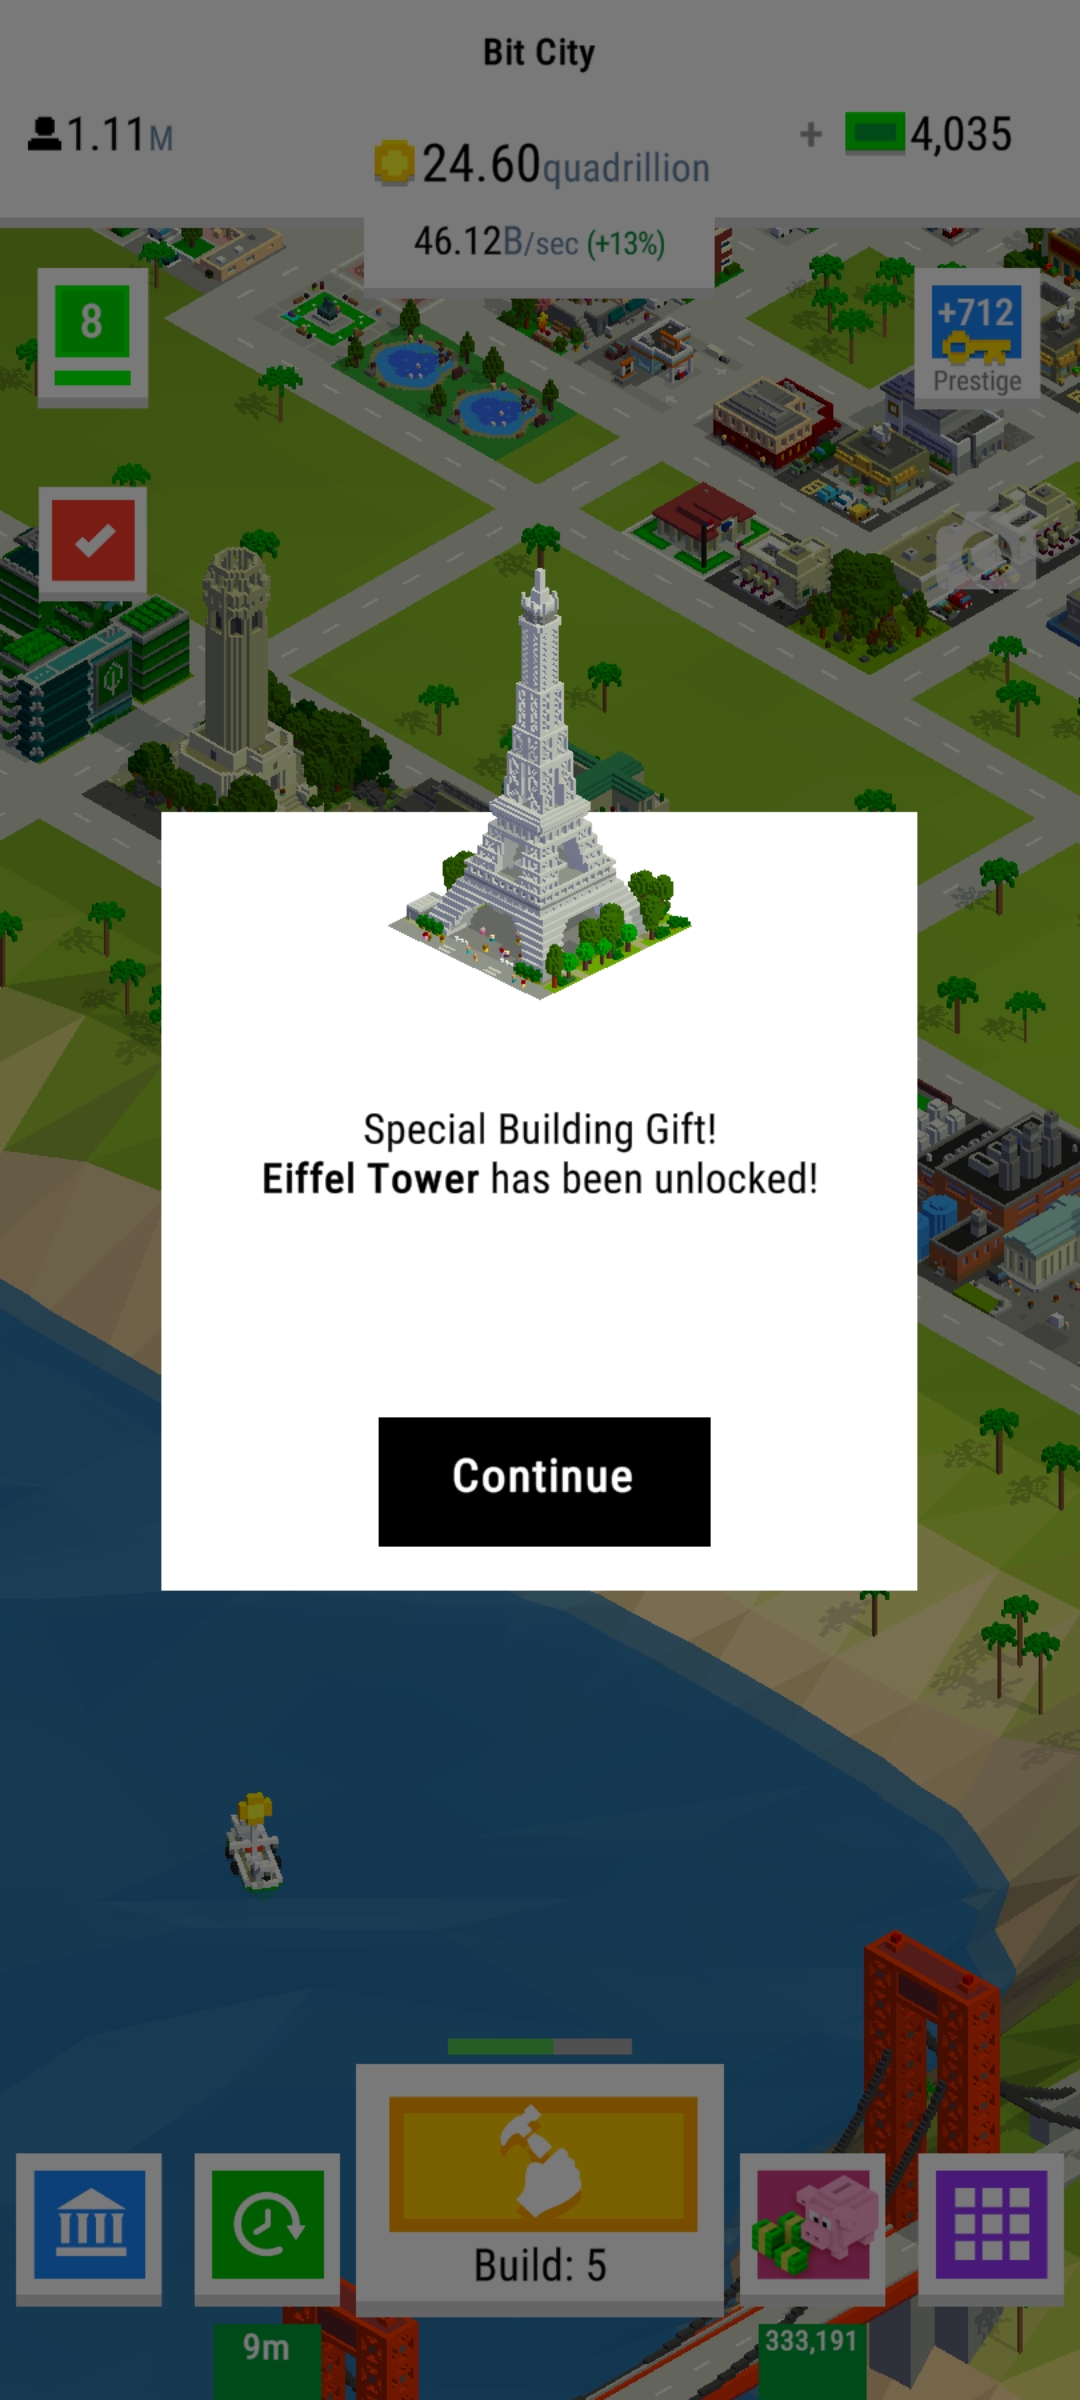 Bit City
1.11M
24.60quadrillion
+ 4,035
46.12B/sec (+13%)
8
+712
Prestige
Special Building Gift!
Eiffel Tower has been unlocked!
Continue
Build: 5
9m
333,191